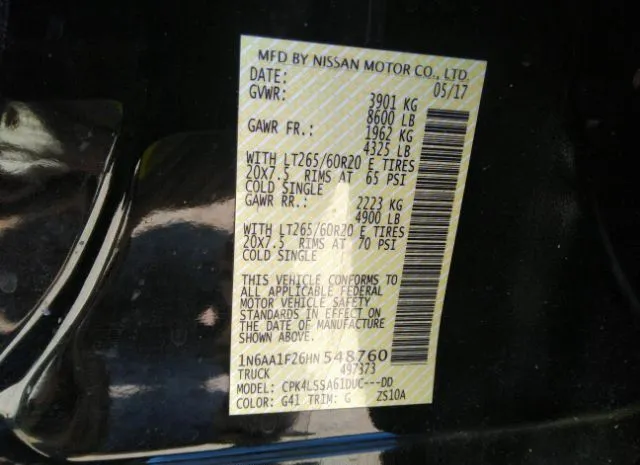 MFD BY NISSAN MOTOR CO., LTD.
DATE: 05/17
GVWR: 3901 KG
8600 LB
GAWR FR.: 1962 KG
4325 LB
WITH LT265/60R20 E TIRES
20X7.5 RIMS AT 65 PSI
COLD SINGLE
GAWR RR.: 2223 KG
4900 LB
WITH LT265/60R20 E TIRES
20X7.5 RIMS AT 70 PSI
COLD SINGLE
THIS VEHICLE CONFORMS TO
ALL APPLICABLE FEDERAL
MOTOR VEHICLE SAFETY
STANDARDS IN EFFECT ON
THE DATE OF MANUFACTURE
SHOWN ABOVE.
1N6AA1F26HN548760
TRUCK 497373
MODEL: CPK4L5SA61DUC---DD
COLOR: G41 TRIM: G ZS10A